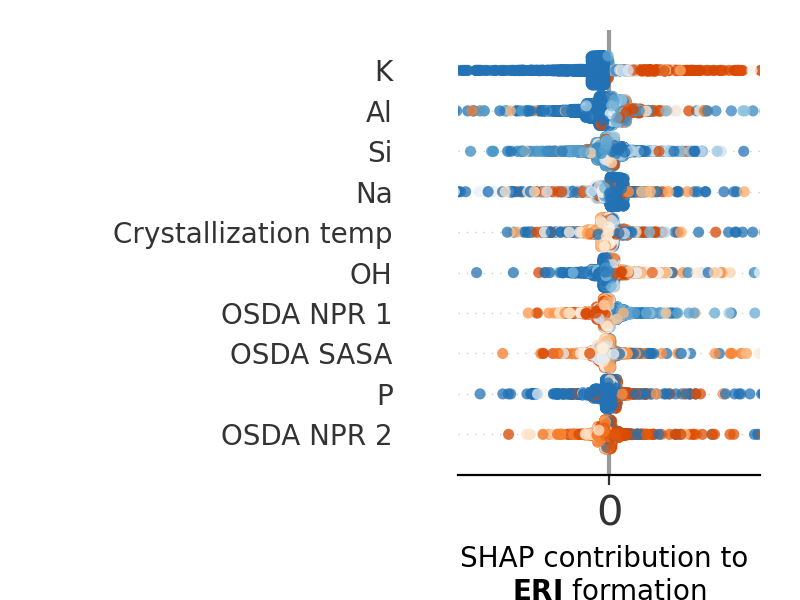 K
Al
Si
Na
Crystallization temp
OH
OSDA NPR 1
OSDA SASA
P
OSDA NPR 2
0
SHAP contribution to
ERI formation